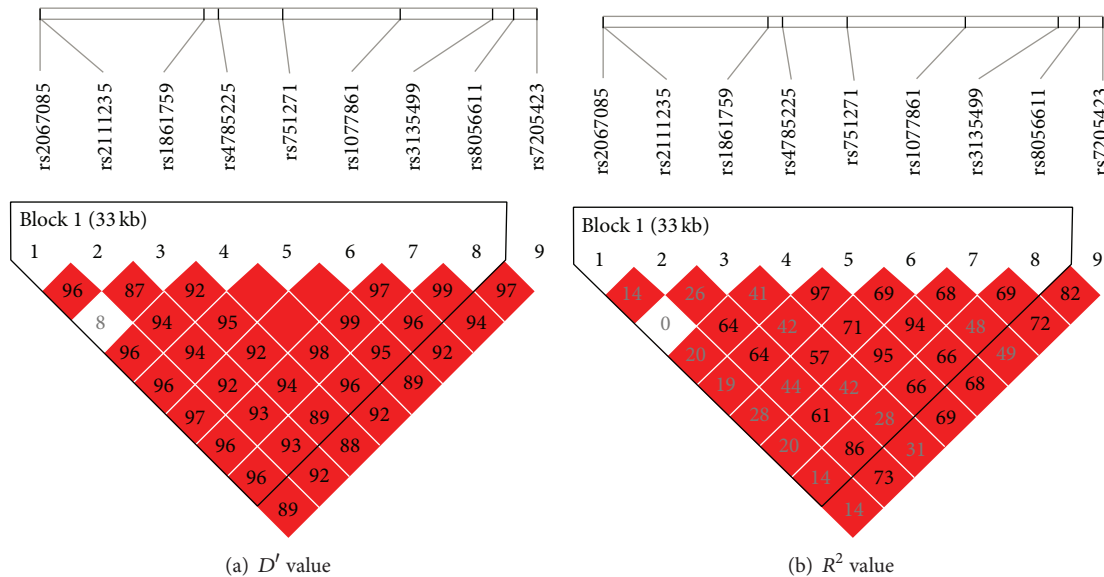 rs2067085
rs2111235
rs1861759
rs4785225
rs751271
rs1077861
rs3135499
rs8056611
rs7205423
Block 1 (33 kb)
1 2 3 4 5 6 7 8 9
96 87 92 97 99 97
8 94 95 99 96 94
96 94 92 98 95 92
96 92 94 96 89
97 93 89 92
96 93 88
96 92
89
(a) D′ value
rs2067085
rs2111235
rs1861759
rs4785225
rs751271
rs1077861
rs3135499
rs8056611
rs7205423
Block 1 (33 kb)
1 2 3 4 5 6 7 8 9
14 26 41 97 69 68 69 82
0 64 42 71 94 48 72
20 64 57 95 66 49
19 44 42 66 68
28 61 28 69
20 86 31
14 73
14
(b) R² value